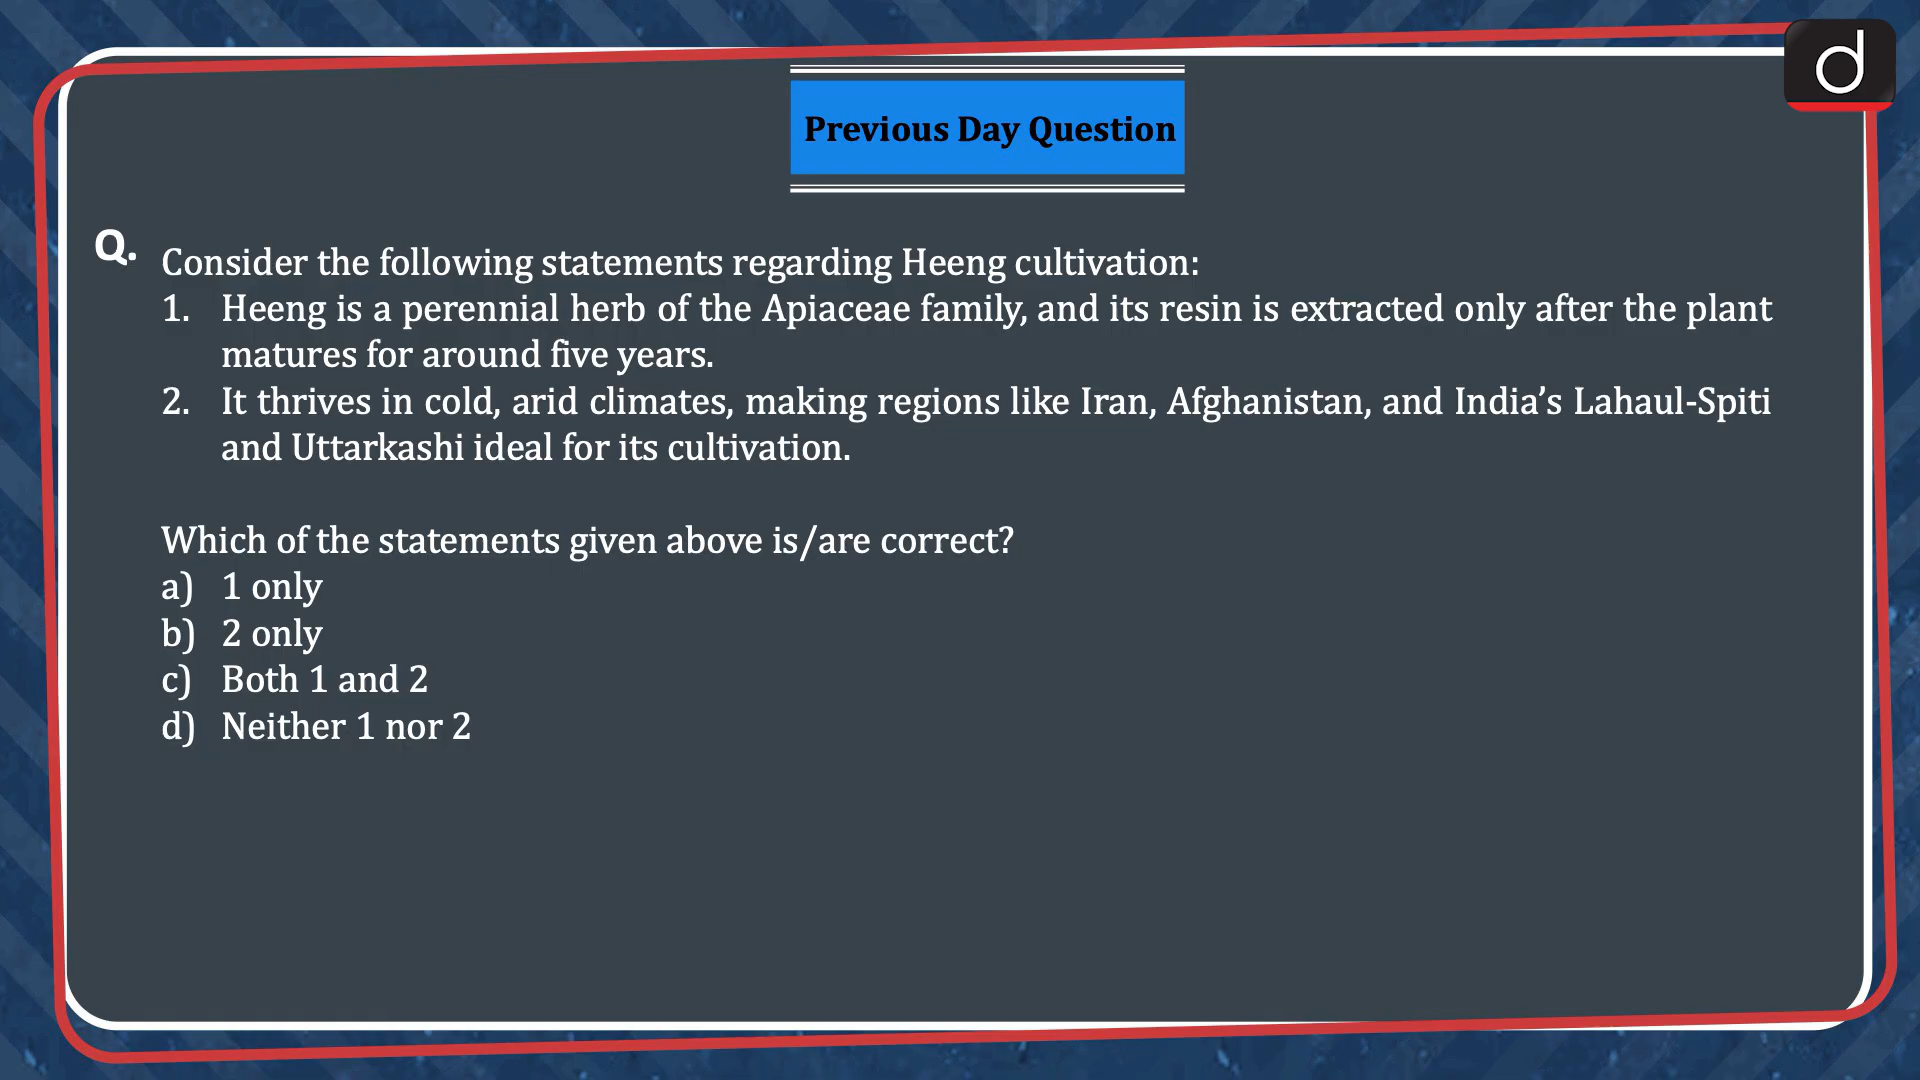 d
Previous Day Question
Q.
Consider the following statements regarding Heeng cultivation:
1. Heeng is a perennial herb of the Apiaceae family, and its resin is extracted only after the plant
matures for around five years.
2. It thrives in cold, arid climates, making regions like Iran, Afghanistan, and India’s Lahaul-Spiti
and Uttarkashi ideal for its cultivation.
Which of the statements given above is/are correct?
a) 1 only
b) 2 only
c) Both 1 and 2
d) Neither 1 nor 2